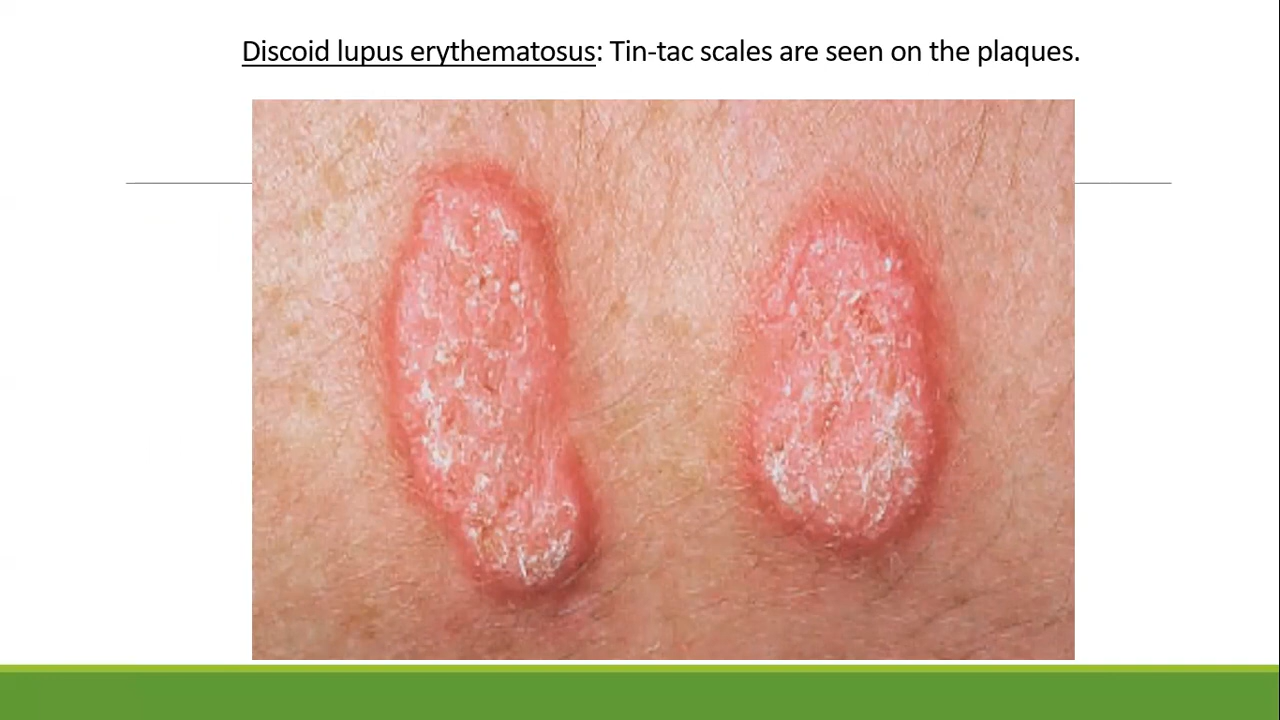 Discoid lupus erythematosus: Tin-tac scales are seen on the plaques.